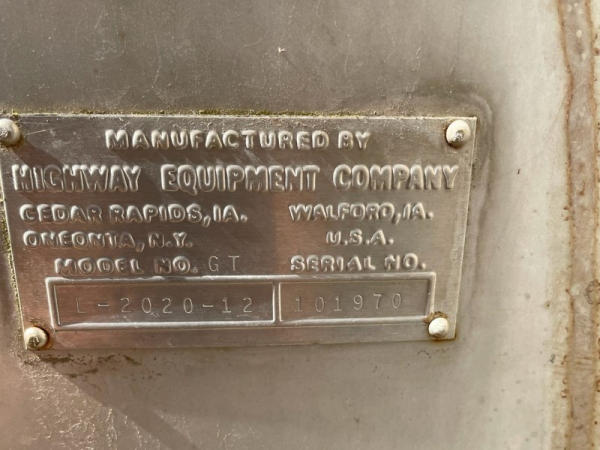 MANUFACTURED BY
HIGHWAY EQUIPMENT COMPANY
CEDAR RAPIDS, IA. WALFORD, IA.
ONEONTA, N.Y. U.S.A.
MODEL NO. GT SERIAL NO.
L-2020-12 101970